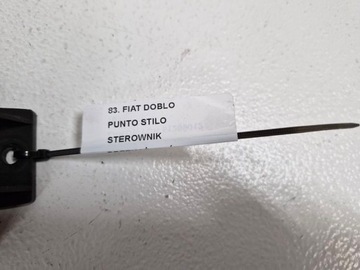 83. FIAT DOBLO
PUNTO STILO
STEROWNIK